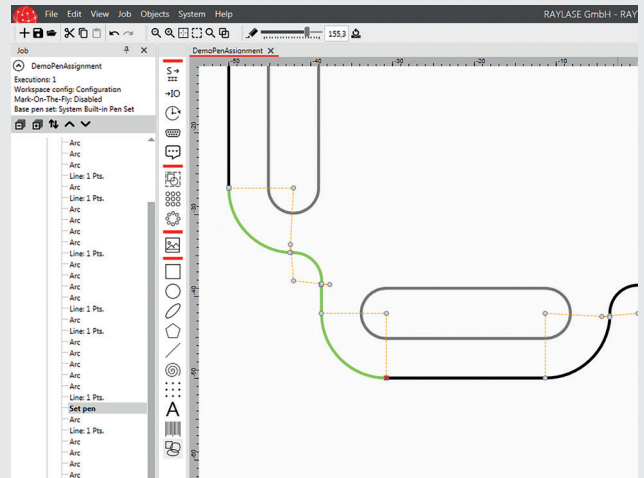 File Edit View Job Objects System Help RAYLASE GmbH - RAY
155,3
Job
DemoPenAssignment
DemoPenAssignment
Executions: 1
Workspace config: Configuration
Mark-On-The-Fly: Disabled
Base pen set: System Built-in Pen Set
Arc
Arc
Arc
Line: 1 Pts.
Arc
Line: 1 Pts.
Arc
Arc
Arc
Arc
Line: 1 Pts.
Arc
Arc
Arc
Arc
Line: 1 Pts.
Arc
Line: 1 Pts.
Arc
Arc
Arc
Arc
Arc
Line: 1 Pts.
Set pen
Arc
Line: 1 Pts.
Arc
Arc
Arc
Arc
S
IO
A
-50 -40 -30 -20 -10
-20
-30
-40
-50
-60